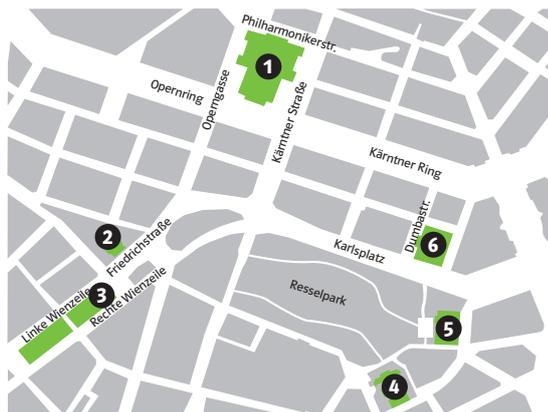 Philharmonikerstr.
1
Opernring
Operngasse
Kärntner Straße
Kärntner Ring
Dumbastr.
2
Friedrichstraße
6
Karlsplatz
3
Linke Wienzeile
Rechte Wienzeile
Resselpark
5
4